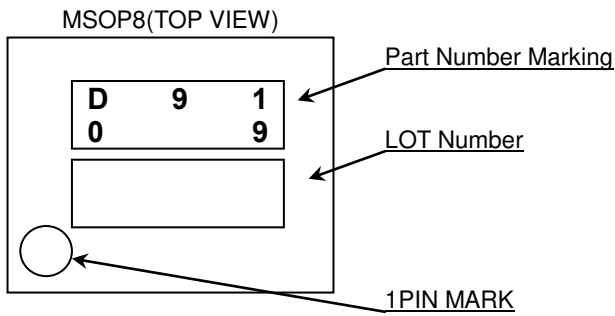 MSOP8(TOP VIEW)
Part Number Marking
D 9 1
0 9
LOT Number
1PIN MARK